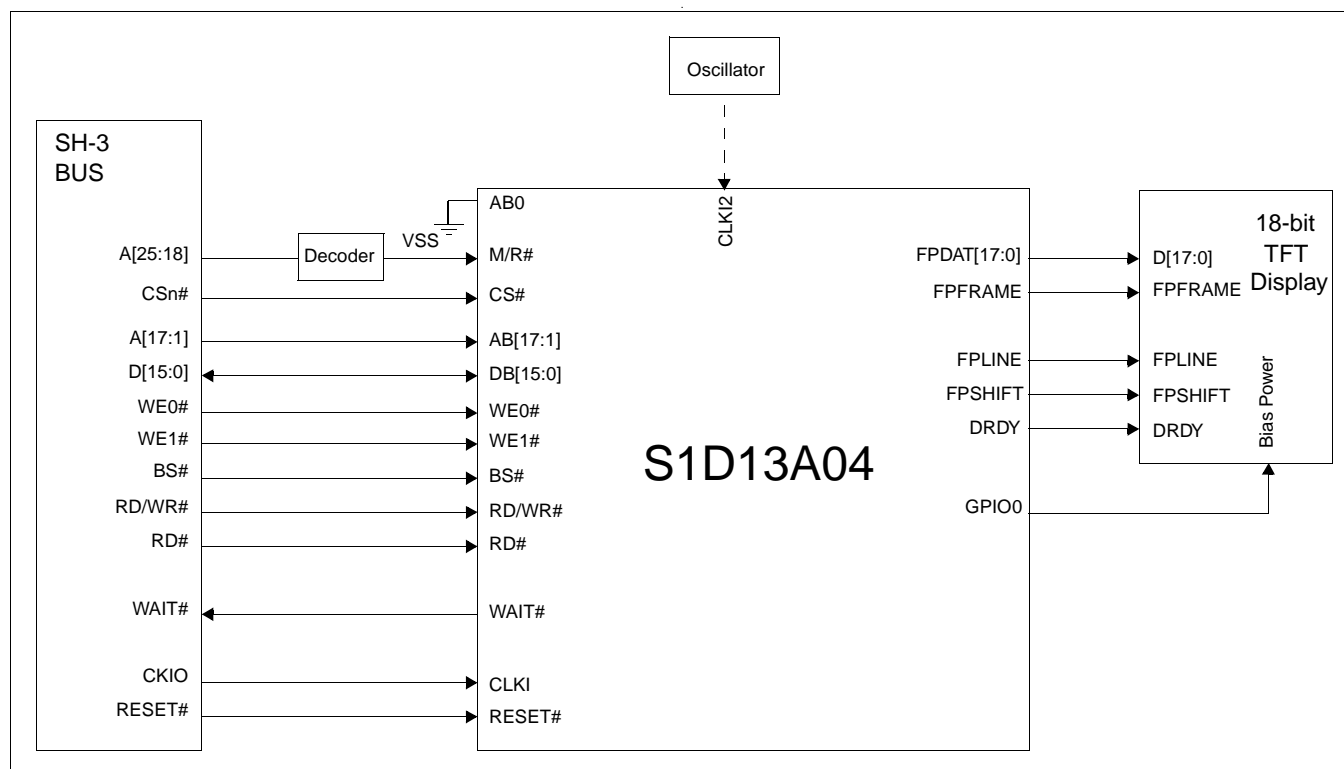 Oscillator
SH-3
BUS
A[25:18]
CSn#
A[17:1]
D[15:0]
WE0#
WE1#
BS#
RD/WR#
RD#
WAIT#
CKIO
RESET#
VSS
Decoder
AB0
M/R#
CS#
AB[17:1]
DB[15:0]
WE0#
WE1#
BS#
RD/WR#
RD#
WAIT#
CLKI
RESET#
CLKI2
S1D13A04
FPDAT[17:0]
FPFRAME
FPLINE
FPSHIFT
DRDY
GPIO0
18-bit
TFT
Display
D[17:0]
FPFRAME
FPLINE
FPSHIFT
DRDY
Bias Power